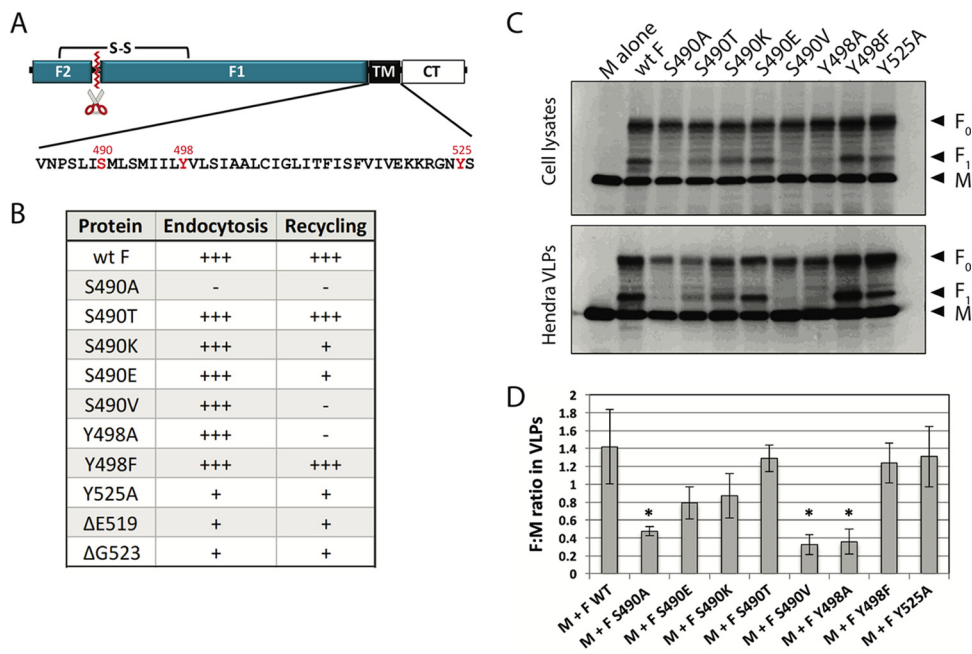 A
S-S
F2
F1
TM
CT
490
498
525
VNPSLISMLSMIILYVLSIAALCIGLITFISFVIVEKKRGNYS
B
Protein Endocytosis Recycling
wt F +++ +++
S490A - -
S490T +++ +++
S490K +++ +
S490E +++ +
S490V +++ -
Y498A +++ -
Y498F +++ +++
Y525A + +
ΔE519 + +
ΔG523 + +
C
M alone
wt F
S490A
S490T
S490K
S490E
S490V
Y498A
Y498F
Y525A
Cell lysates
F0
F1
M
Hendra VLPs
F0
F1
M
D
F:M ratio in VLPs
2
1.8
1.6
1.4
1.2
1
0.8
0.6
0.4
0.2
0
*
*
*
M + F WT
M + F S490A
M + F S490E
M + F S490K
M + F S490T
M + F S490V
M + F Y498A
M + F Y498F
M + F Y525A